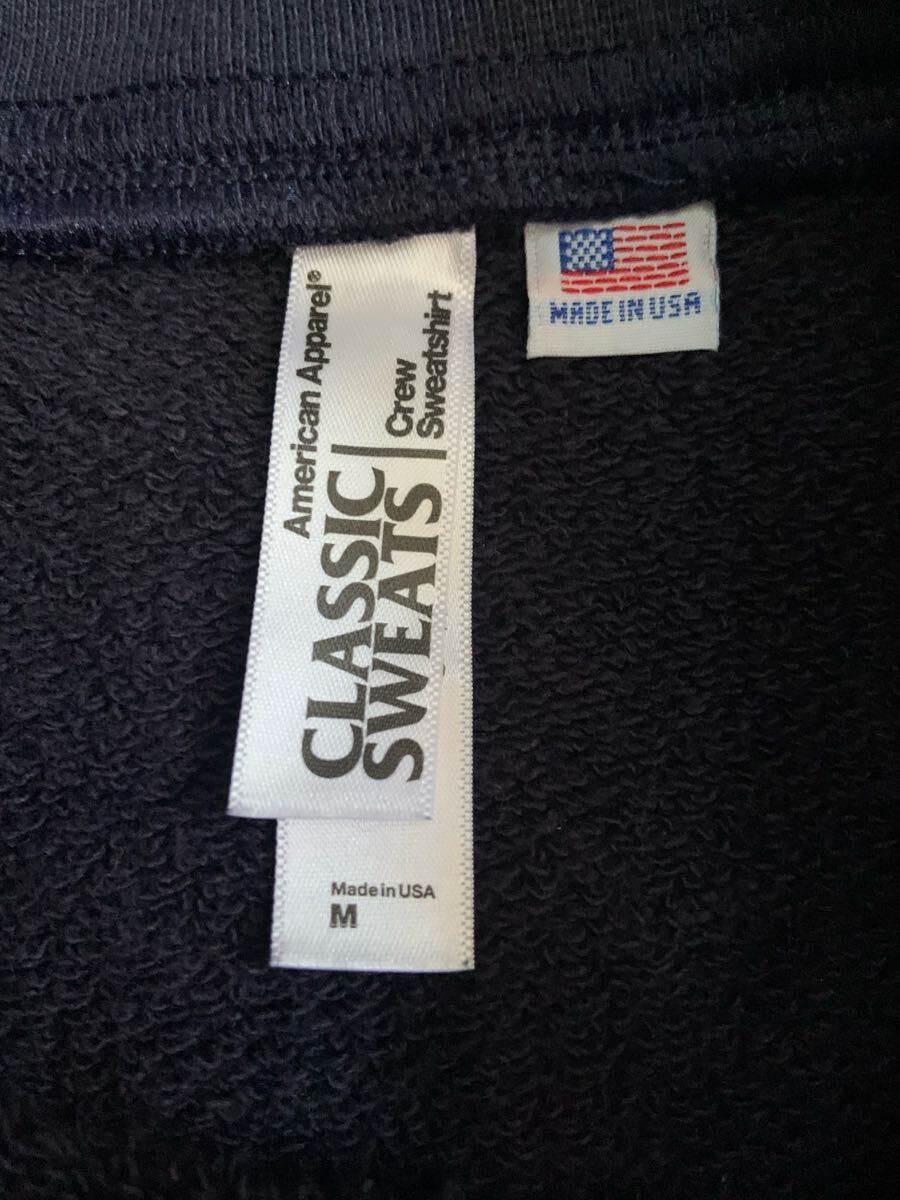 American Apparel®
CLASSIC
SWEATS
Crew
Sweatshirt
Made in USA
M
MADE IN USA